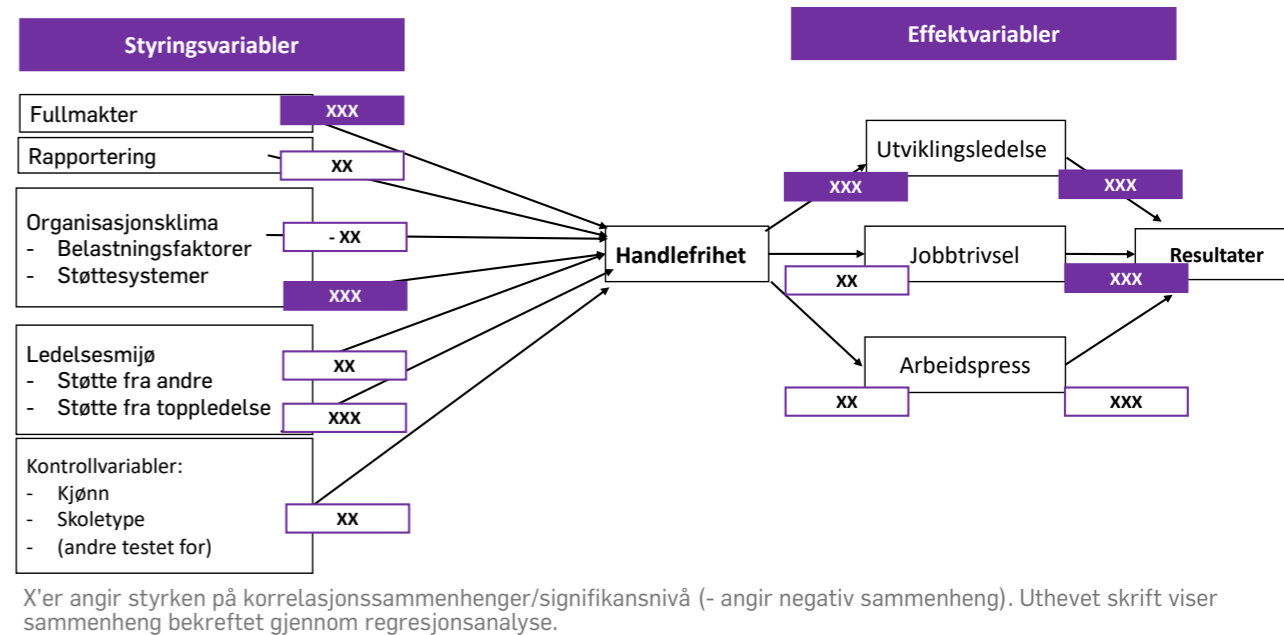 Styringsvariabler
Effektvariabler
Fullmakter
XXX
Rapportering
XX
Organisasjonsklima
- Belastningsfaktorer
- Støttesystemer
- XX
XXX
Ledelsesmijø
- Støtte fra andre
- Støtte fra toppledelse
XX
XXX
Kontrollvariabler:
- Kjønn
- Skoletype
- (andre testet for)
XX
Handlefrihet
Utviklingsledelse
XXX
XXX
Jobbtrivsel
XX
XXX
Arbeidspress
XX
XXX
Resultater
X’er angir styrken på korrelasjonssammenhenger/signifikansnivå (- angir negativ sammenheng). Uthevet skrift viser
sammenheng bekreftet gjennom regresjonsanalyse.